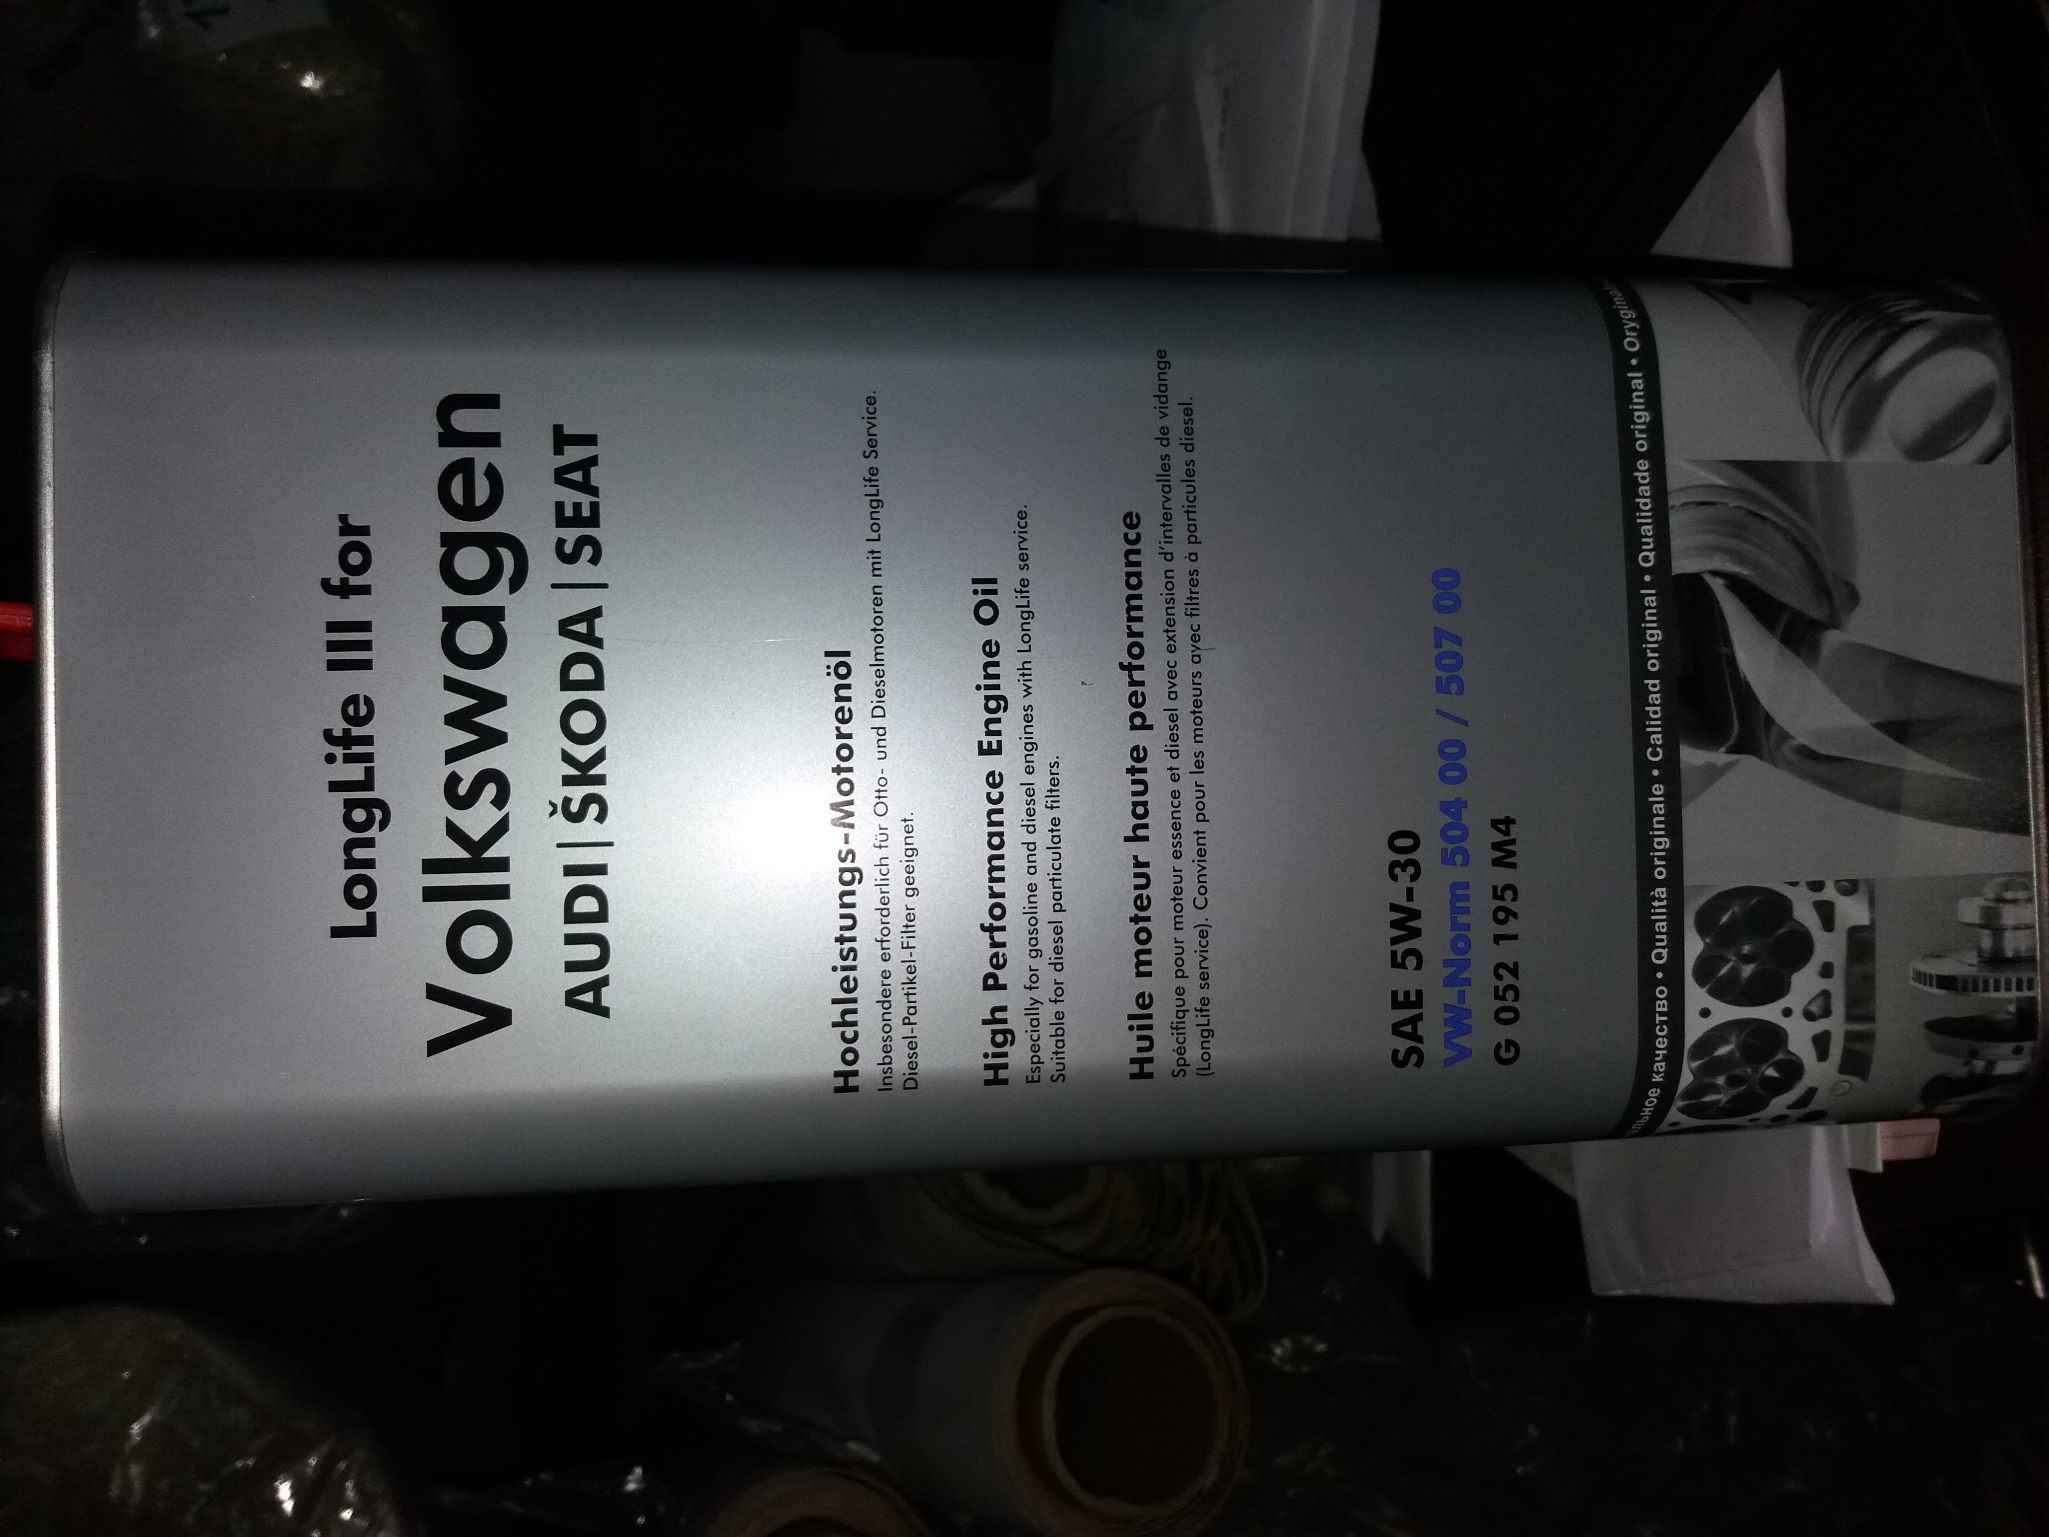 LongLife III for
Volkswagen
AUDI|ŠKODA|SEAT
Hochleistungs-Motorenöl
Insbesondere erforderlich für Otto- und Dieselmotoren mit LongLife Service.
Diesel-Partikel-Filter geeignet.
High Performance Engine Oil
Especially for gasoline and diesel engines with LongLife service.
Suitable for diesel particulate filters.
Huile moteur haute performance
Spécifique pour moteur essence et diesel avec extension d'intervalles de vidange
(LongLife service). Convient pour les moteurs avec filtres à particules diesel.
SAE 5W-30
VW-Norm 504 00 / 507 00
G 052 195 M4
качество • Qualità originale • Calidad original • Qualidade original •